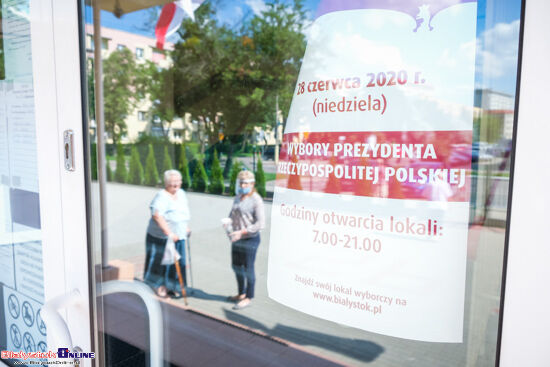 28 czerwca 2020 r.
(niedziela)
WYBORY PREZYDENTA
RZECZYPOSPOLITEJ POLSKIEJ
Godziny otwarcia lokali:
7.00-21.00
Znajdź swój lokal wyborczy na
www.bialystok.pl
BIAŁYSTOKONLINE